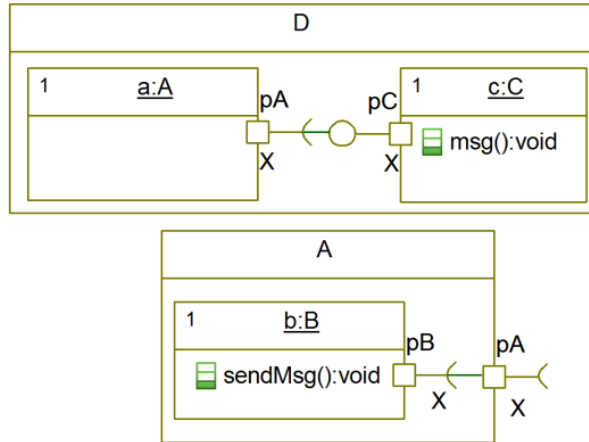 D
1 a:A
pA
X
pC
X
1 c:C
msg():void
A
1 b:B
sendMsg():void
pB
X
pA
X